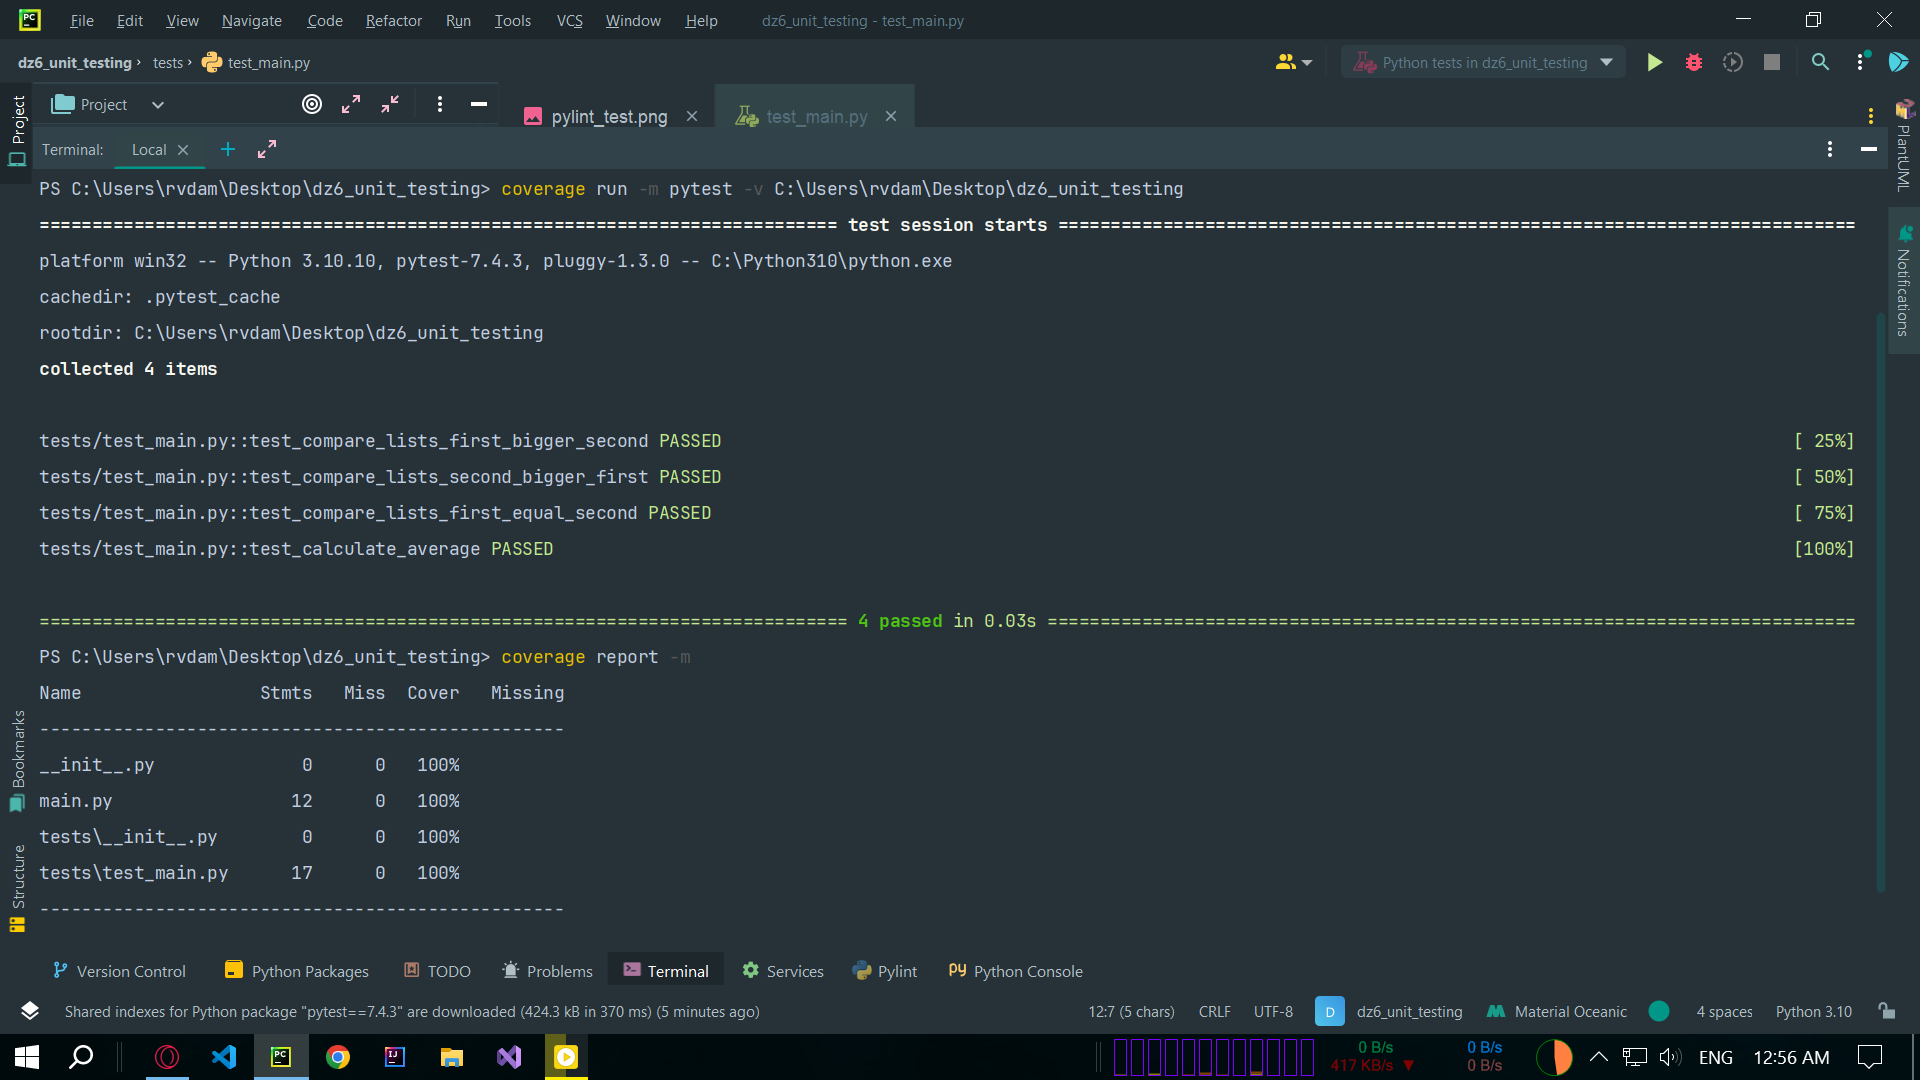 PC File Edit View Navigate Code Refactor Run Tools VCS Window Help dz6_unit_testing - test_main.py
dz6_unit_testing › tests › test_main.py Python tests in dz6_unit_testing
Project
Project pylint_test.png test_main.py
PlantUML
Notifications
Terminal: Local
PS C:\Users\rvdam\Desktop\dz6_unit_testing> coverage run -m pytest -v C:\Users\rvdam\Desktop\dz6_unit_testing
============================================================================ test session starts ============================================================================
platform win32 -- Python 3.10.10, pytest-7.4.3, pluggy-1.3.0 -- C:\Python310\python.exe
cachedir: .pytest_cache
rootdir: C:\Users\rvdam\Desktop\dz6_unit_testing
collected 4 items
tests/test_main.py::test_compare_lists_first_bigger_second PASSED [ 25%]
tests/test_main.py::test_compare_lists_second_bigger_first PASSED [ 50%]
tests/test_main.py::test_compare_lists_first_equal_second PASSED [ 75%]
tests/test_main.py::test_calculate_average PASSED [100%]
============================================================================= 4 passed in 0.03s =============================================================================
PS C:\Users\rvdam\Desktop\dz6_unit_testing> coverage report -m
Name Stmts Miss Cover Missing
--------------------------------------------------
__init__.py 0 0 100%
main.py 12 0 100%
tests\__init__.py 0 0 100%
tests\test_main.py 17 0 100%
--------------------------------------------------
Bookmarks
Structure
Version Control Python Packages TODO Problems Terminal Services Pylint Python Console
Shared indexes for Python package "pytest==7.4.3" are downloaded (424.3 kB in 370 ms) (5 minutes ago) 12:7 (5 chars) CRLF UTF-8 D dz6_unit_testing Material Oceanic 4 spaces Python 3.10
PC IJ 0 B/s 0 B/s ENG 12:56 AM
417 KB/s 0 B/s